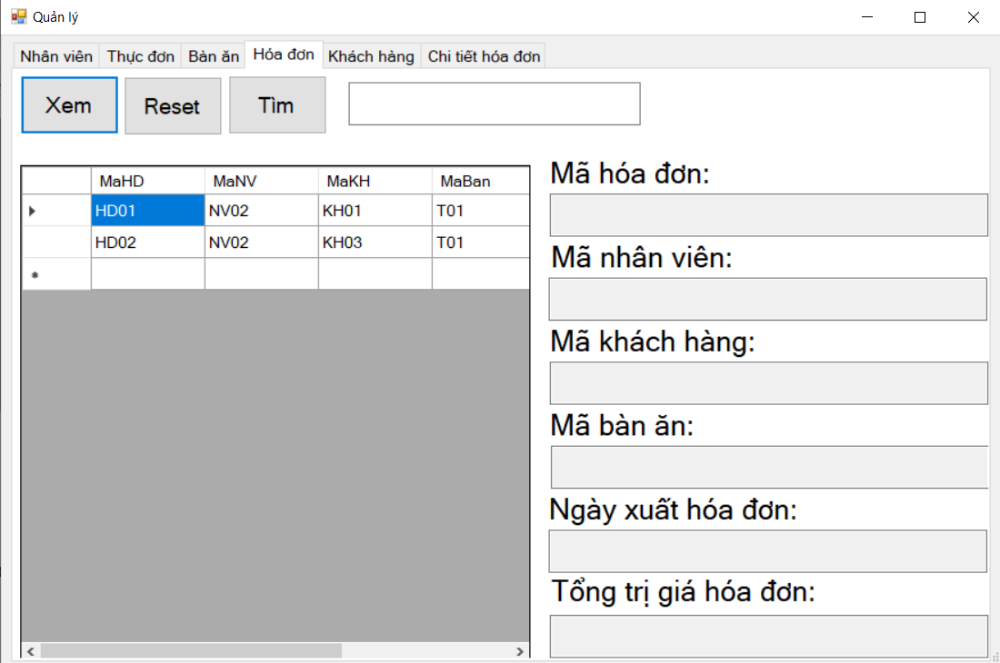 Quản lý
Nhân viên Thực đơn Bàn ăn Hóa đơn Khách hàng Chi tiết hóa đơn
Xem Reset Tìm
MaHD MaNV MaKH MaBan
HD01 NV02 KH01 T01
HD02 NV02 KH03 T01
Mã hóa đơn:
Mã nhân viên:
Mã khách hàng:
Mã bàn ăn:
Ngày xuất hóa đơn:
Tổng trị giá hóa đơn: